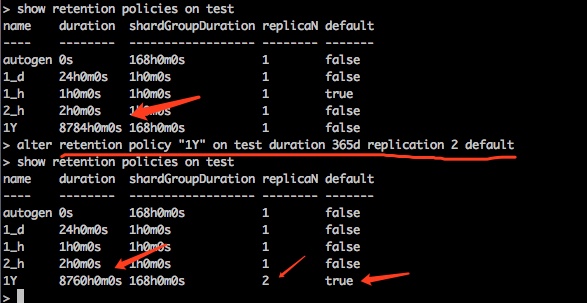 > show retention policies on test
name duration shardGroupDuration replicaN default
---- -------- ------------------ -------- -------
autogen 0s 168h0m0s 1 false
1_d 24h0m0s 1h0m0s 1 false
1_h 1h0m0s 1h0m0s 1 true
2_h 2h0m0s 1h0m0s 1 false
1Y 8784h0m0s 168h0m0s 1 false
> alter retention policy "1Y" on test duration 365d replication 2 default
> show retention policies on test
name duration shardGroupDuration replicaN default
---- -------- ------------------ -------- -------
autogen 0s 168h0m0s 1 false
1_d 24h0m0s 1h0m0s 1 false
1_h 1h0m0s 1h0m0s 1 false
2_h 2h0m0s 1h0m0s 1 false
1Y 8760h0m0s 168h0m0s 2 true
>